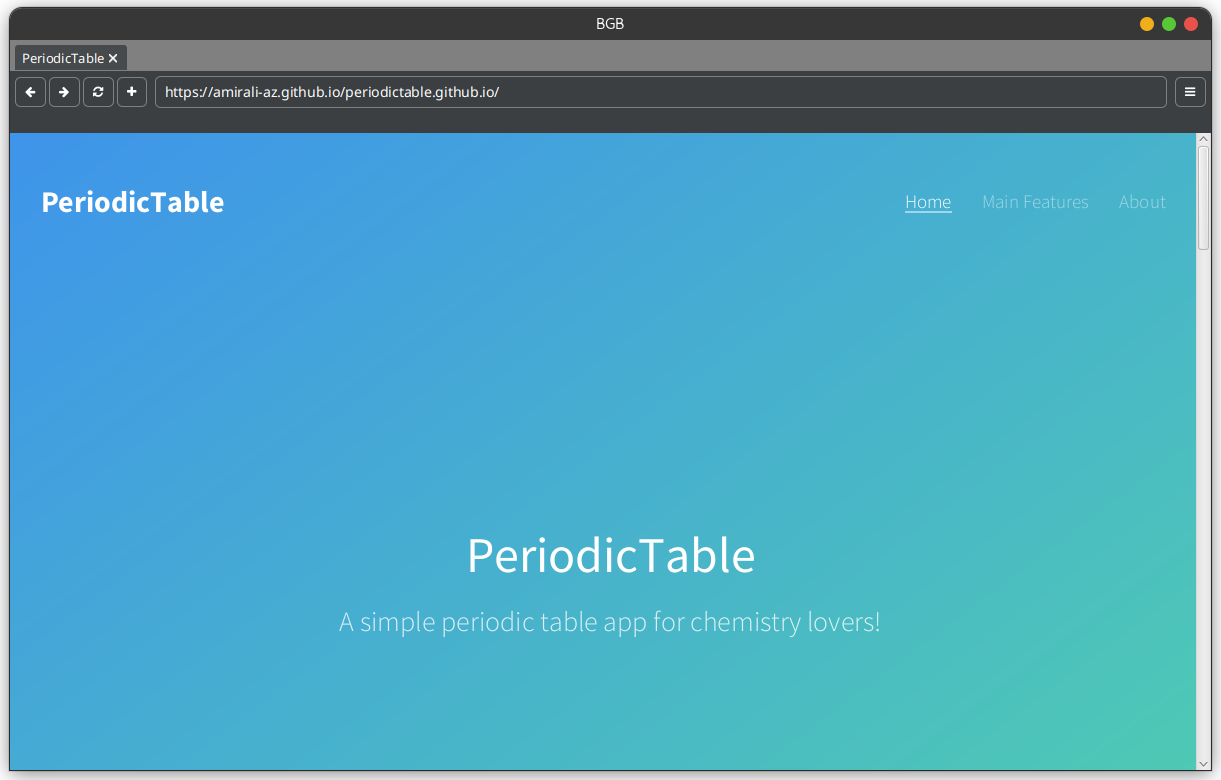 BGB
PeriodicTable
https://amirali-az.github.io/periodictable.github.io/
PeriodicTable
Home Main Features About
PeriodicTable
A simple periodic table app for chemistry lovers!